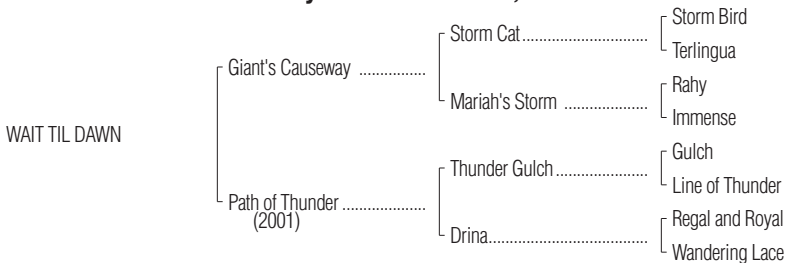 Storm Bird
Storm Cat........................................
Terlingua
Giant's Causeway ................
Rahy
Mariah's Storm ..........................
Immense
WAIT TIL DAWN
Gulch
Thunder Gulch.............................
Line of Thunder
Path of Thunder ....................
(2001)
Regal and Royal
Drina.................................................
Wandering Lace